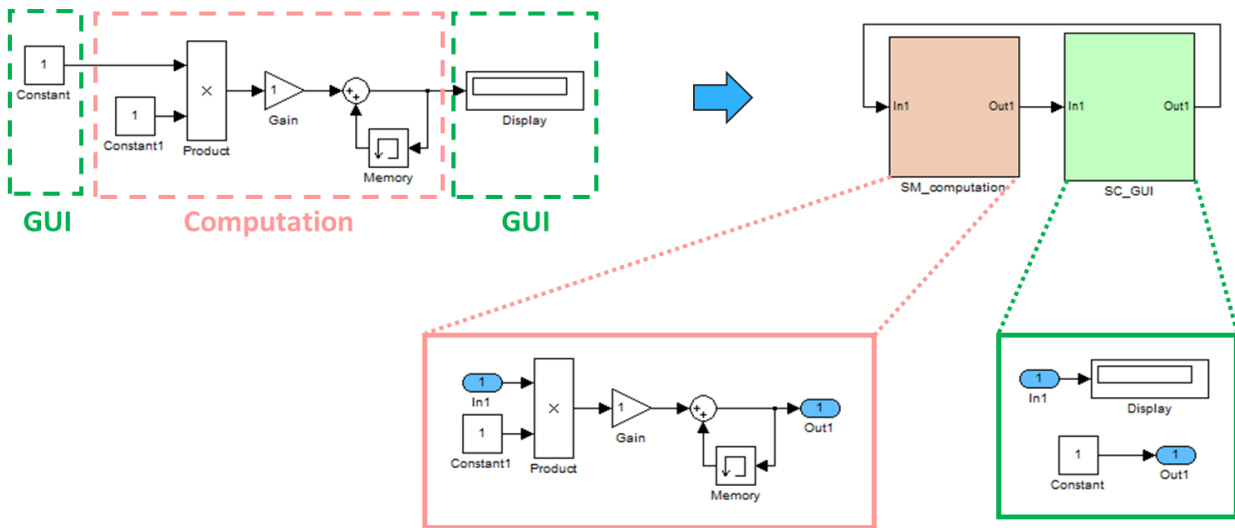 1
Constant
1
Constant1
×
Product
1
Gain
Memory
Display
GUI
Computation
GUI
In1
Out1
SM_computation
In1
Out1
SC_GUI
1
In1
1
Constant1
×
Product
1
Gain
++
Memory
1
Out1
1
In1
Display
1
Constant
1
Out1